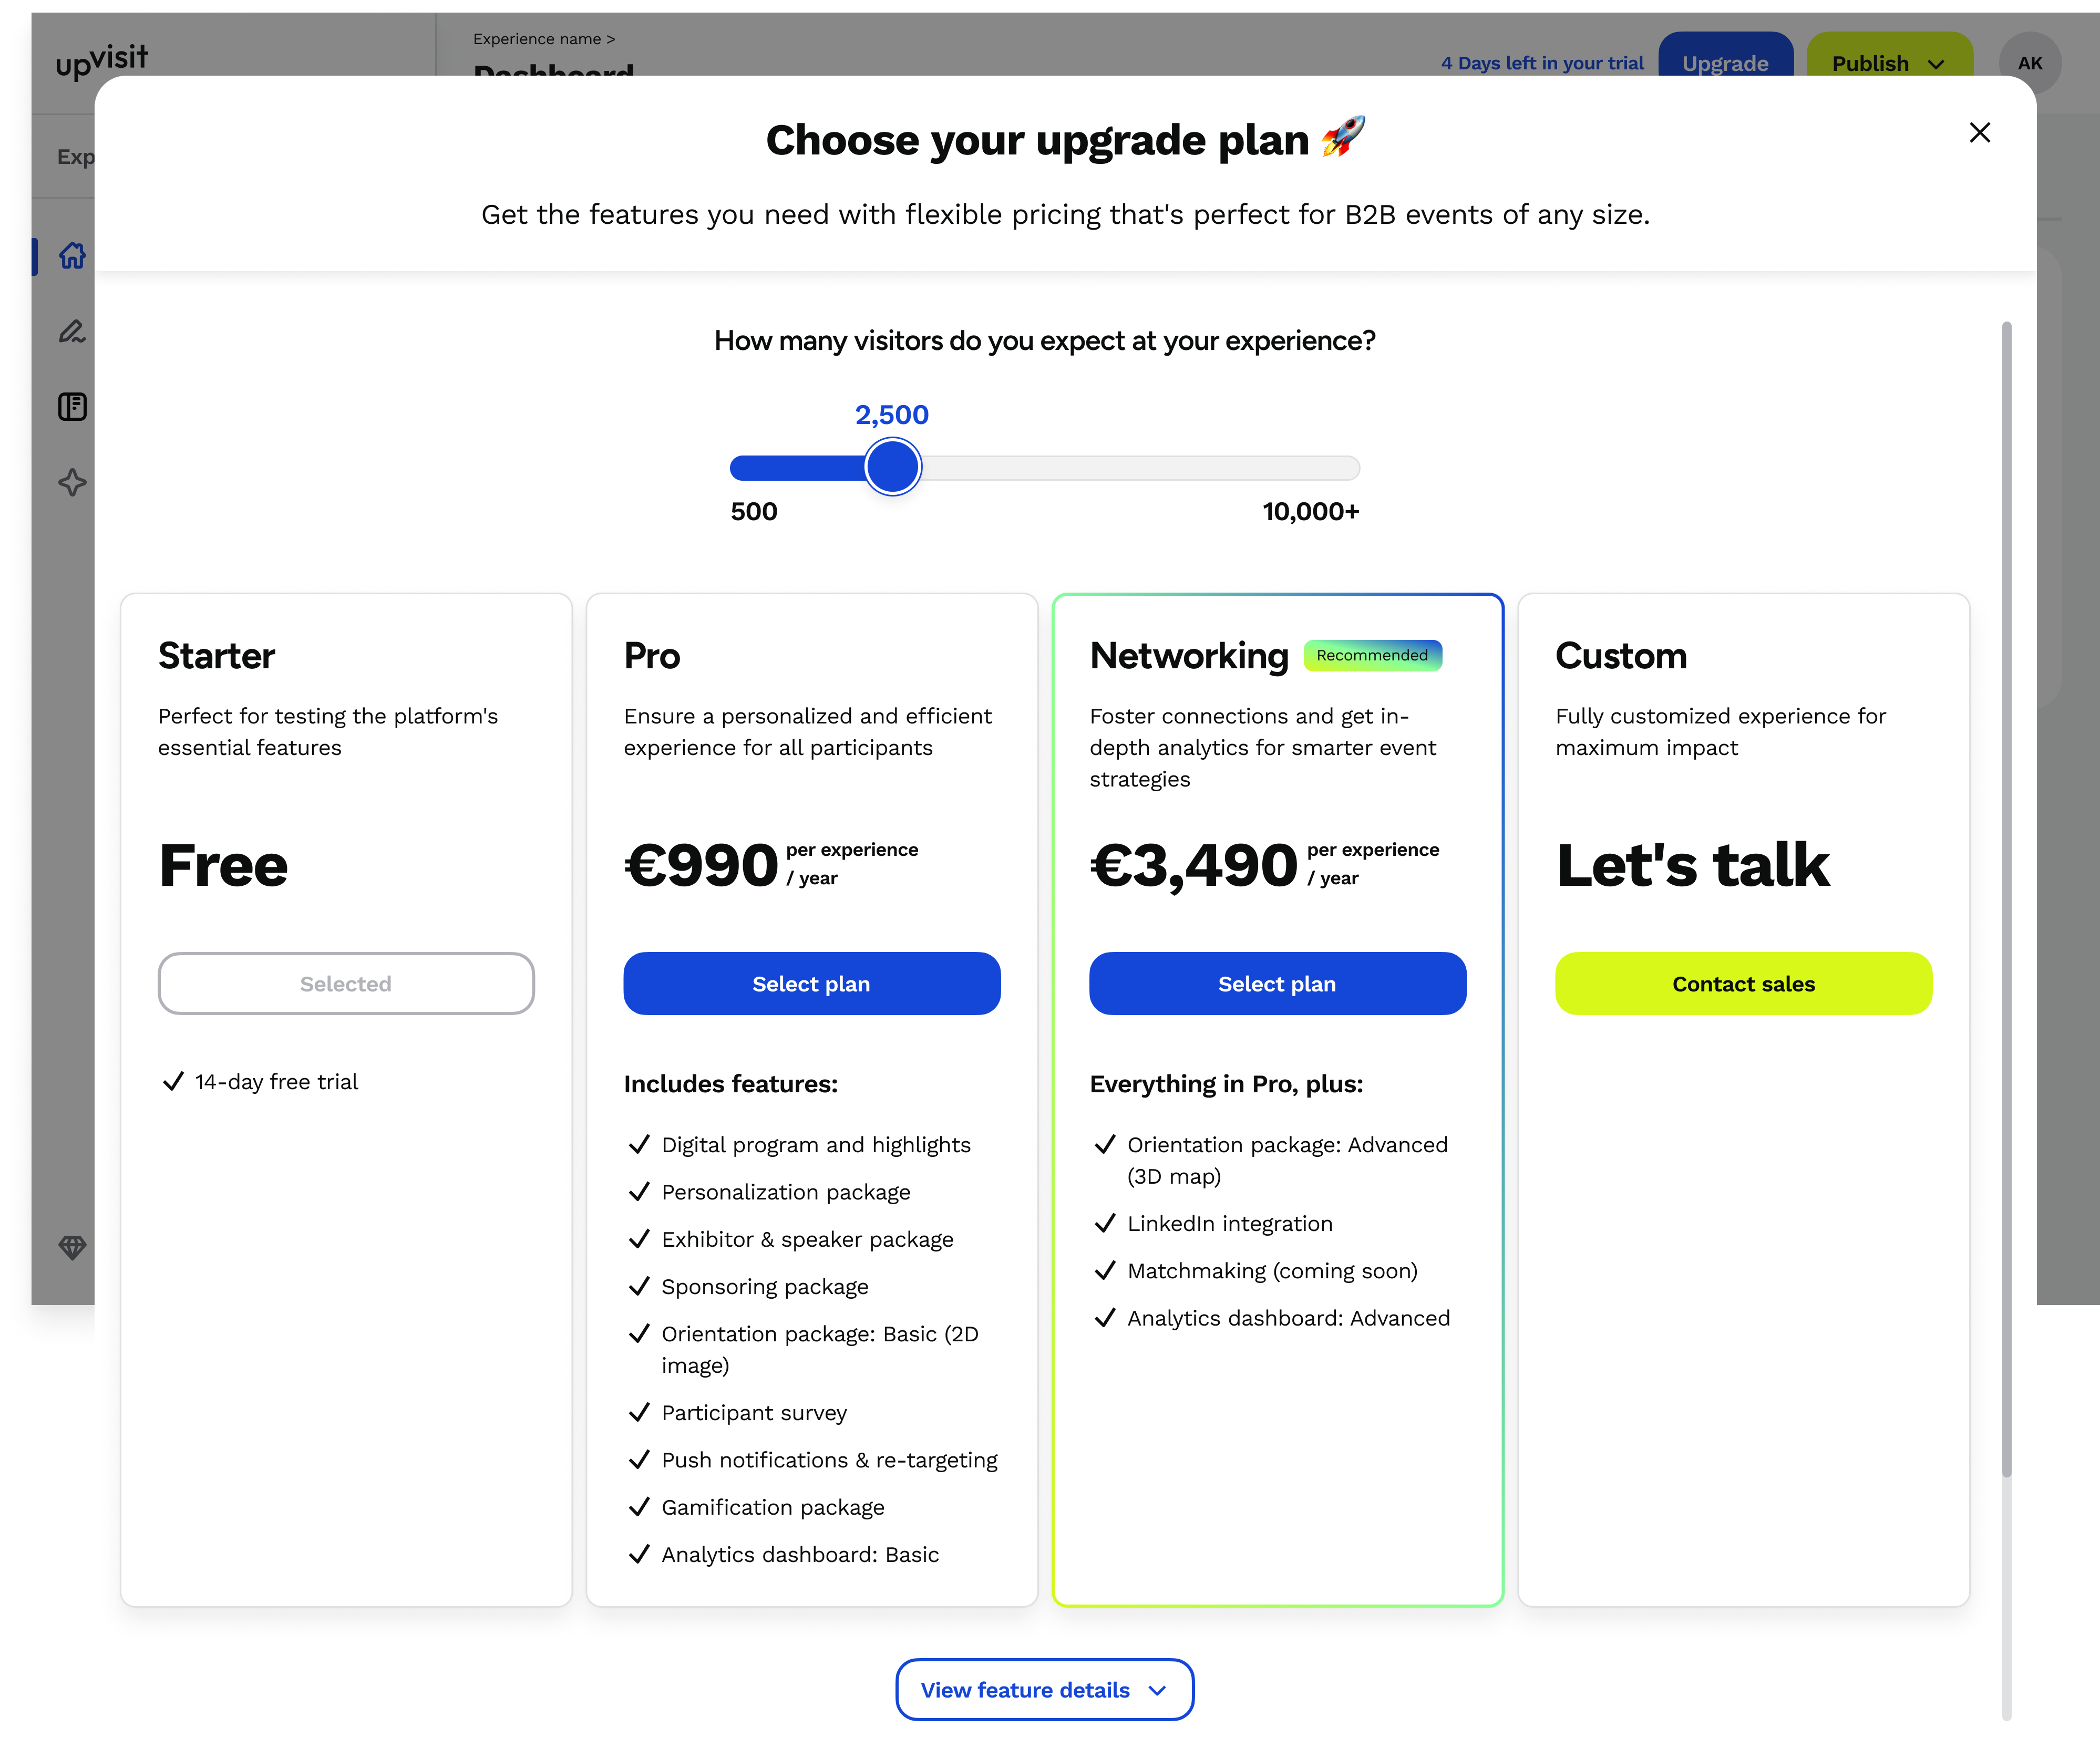 upvisit
Experience name >
Dashboard
4 Days left in your trial
Upgrade
Publish
AK
Exp
Choose your upgrade plan 🚀
Get the features you need with flexible pricing that's perfect for B2B events of any size.
How many visitors do you expect at your experience?
2,500
500
10,000+
Starter
Perfect for testing the platform's
essential features
Free
Selected
14-day free trial
Pro
Ensure a personalized and efficient
experience for all participants
€990 per experience
/ year
Select plan
Includes features:
Digital program and highlights
Personalization package
Exhibitor & speaker package
Sponsoring package
Orientation package: Basic (2D
image)
Participant survey
Push notifications & re-targeting
Gamification package
Analytics dashboard: Basic
Networking
Recommended
Foster connections and get in-
depth analytics for smarter event
strategies
€3,490 per experience
/ year
Select plan
Everything in Pro, plus:
Orientation package: Advanced
(3D map)
LinkedIn integration
Matchmaking (coming soon)
Analytics dashboard: Advanced
Custom
Fully customized experience for
maximum impact
Let's talk
Contact sales
View feature details